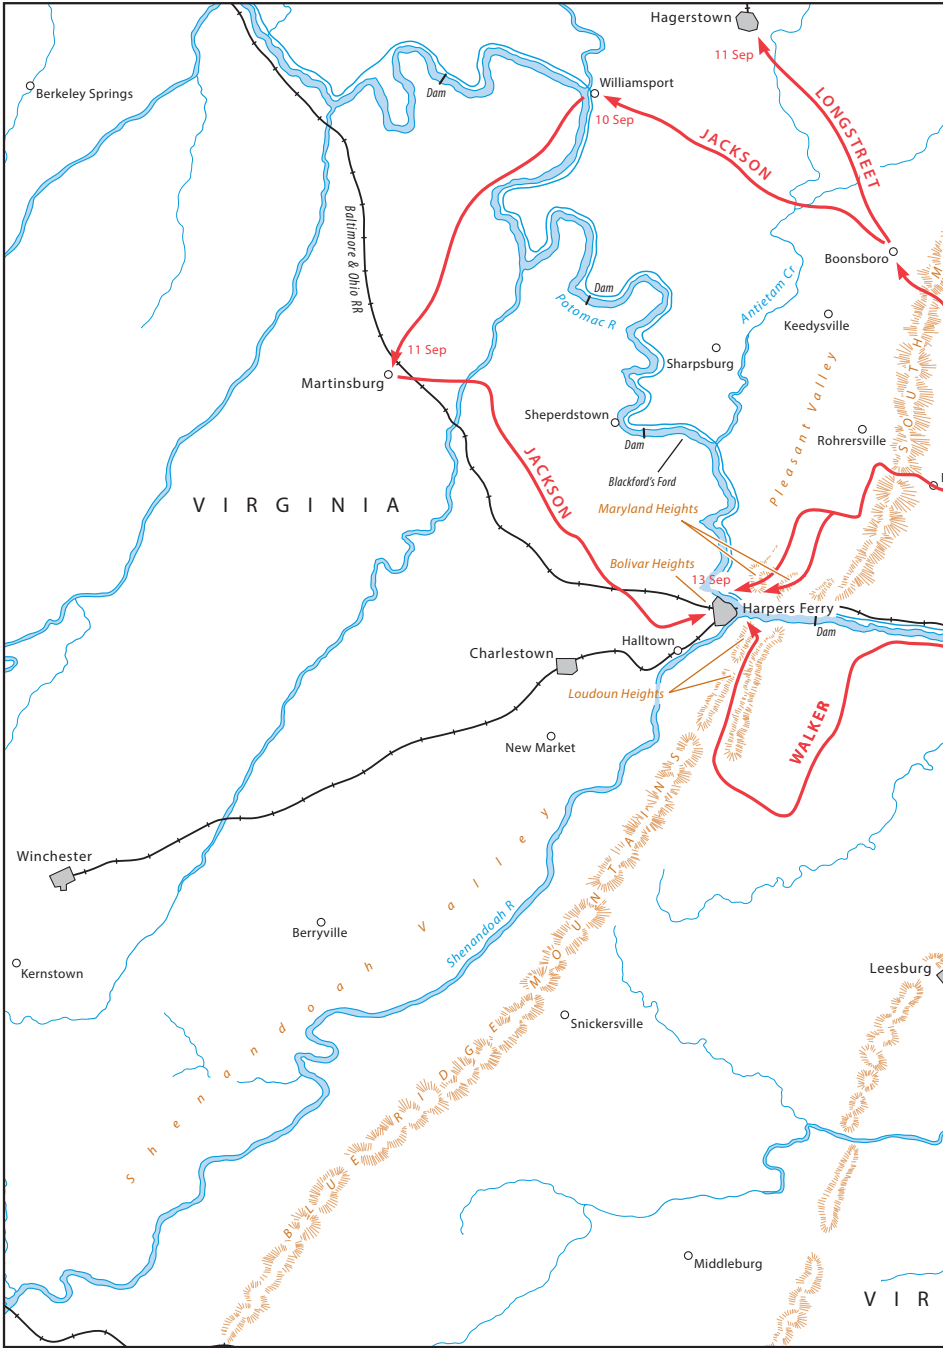 Hagerstown
11 Sep
Berkeley Springs
Dam
Williamsport
10 Sep
LONGSTREET
JACKSON
Baltimore & Ohio RR
Boonsboro
Antietam Cr
Dam
Potomac R
Keedysville
11 Sep
Sharpsburg
Martinsburg
Pleasant Valley
SOUTH M
Sheperdstown
Rohrersville
Dam
JACKSON
Blackford's Ford
VIRGINIA
Maryland Heights
Bolivar Heights
13 Sep
Harpers Ferry
Dam
Halltown
Charlestown
Loudoun Heights
WALKER
New Market
Winchester
Shenandoah Valley
BLUE RIDGE MOUNTAINS
Berryville
Shenandoah R
Kernstown
Leesburg
Snickersville
Middleburg
VIR